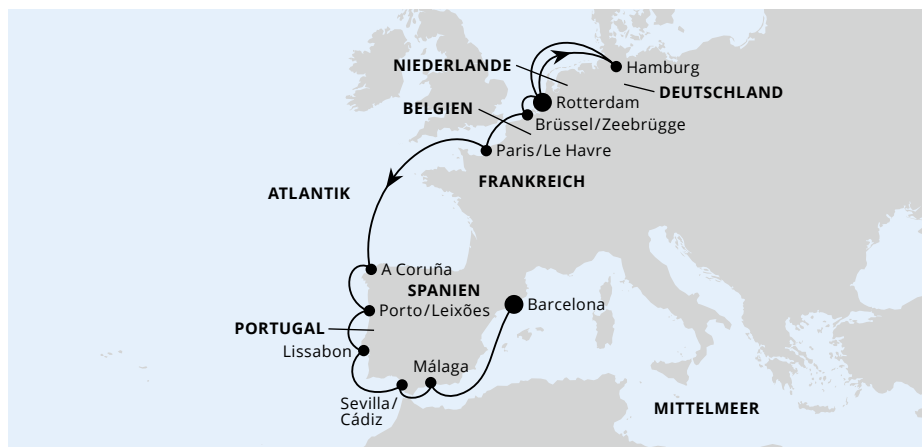 Hamburg
NIEDERLANDE
DEUTSCHLAND
Rotterdam
BELGIEN
Brüssel/Zeebrügge
Paris/Le Havre
FRANKREICH
ATLANTIK
A Coruña
SPANIEN
Barcelona
Porto/Leixões
PORTUGAL
Lissabon
Málaga
Sevilla/
Cádiz
MITTELMEER